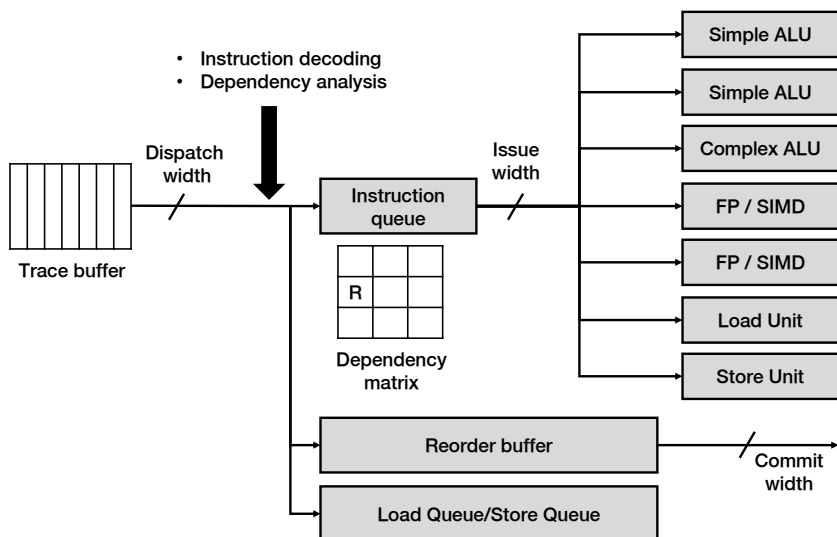 • Instruction decoding
• Dependency analysis
Dispatch
width
Trace buffer
Instruction
queue
R
Dependency
matrix
Issue
width
Simple ALU
Simple ALU
Complex ALU
FP / SIMD
FP / SIMD
Load Unit
Store Unit
Reorder buffer
Commit
width
Load Queue/Store Queue